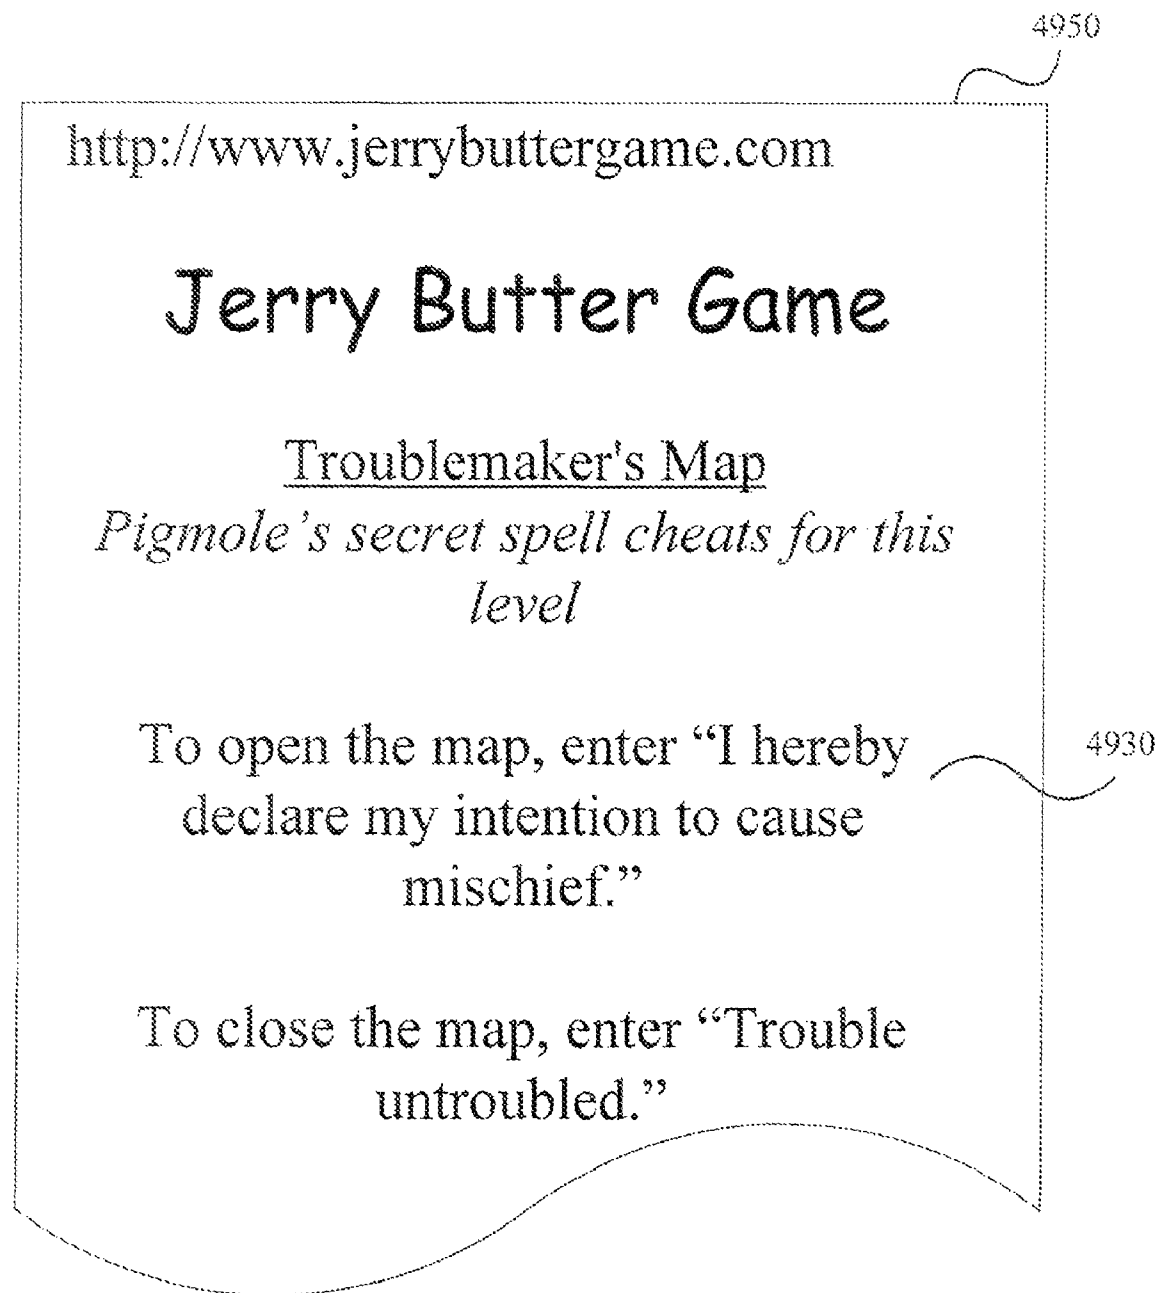 4950
http://www.jerrybuttergame.com
Jerry Butter Game
Troublemaker's Map
Pigmole’s secret spell cheats for this
level
To open the map, enter “I hereby
4930
declare my intention to cause
mischief.”
To close the map, enter “Trouble
untroubled.”